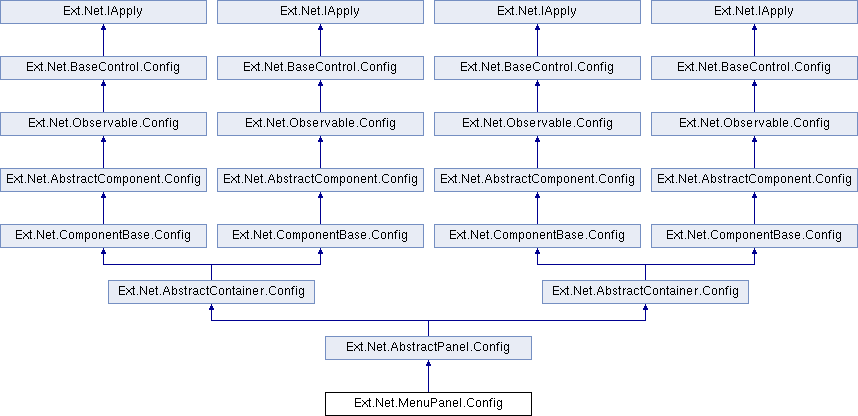 Ext.Net.IApply Ext.Net.IApply Ext.Net.IApply Ext.Net.IApply
Ext.Net.BaseControl.Config Ext.Net.BaseControl.Config Ext.Net.BaseControl.Config Ext.Net.BaseControl.Config
Ext.Net.Observable.Config Ext.Net.Observable.Config Ext.Net.Observable.Config Ext.Net.Observable.Config
Ext.Net.AbstractComponent.Config Ext.Net.AbstractComponent.Config Ext.Net.AbstractComponent.Config Ext.Net.AbstractComponent.Config
Ext.Net.ComponentBase.Config Ext.Net.ComponentBase.Config Ext.Net.ComponentBase.Config Ext.Net.ComponentBase.Config
Ext.Net.AbstractContainer.Config Ext.Net.AbstractContainer.Config
Ext.Net.AbstractPanel.Config
Ext.Net.MenuPanel.Config